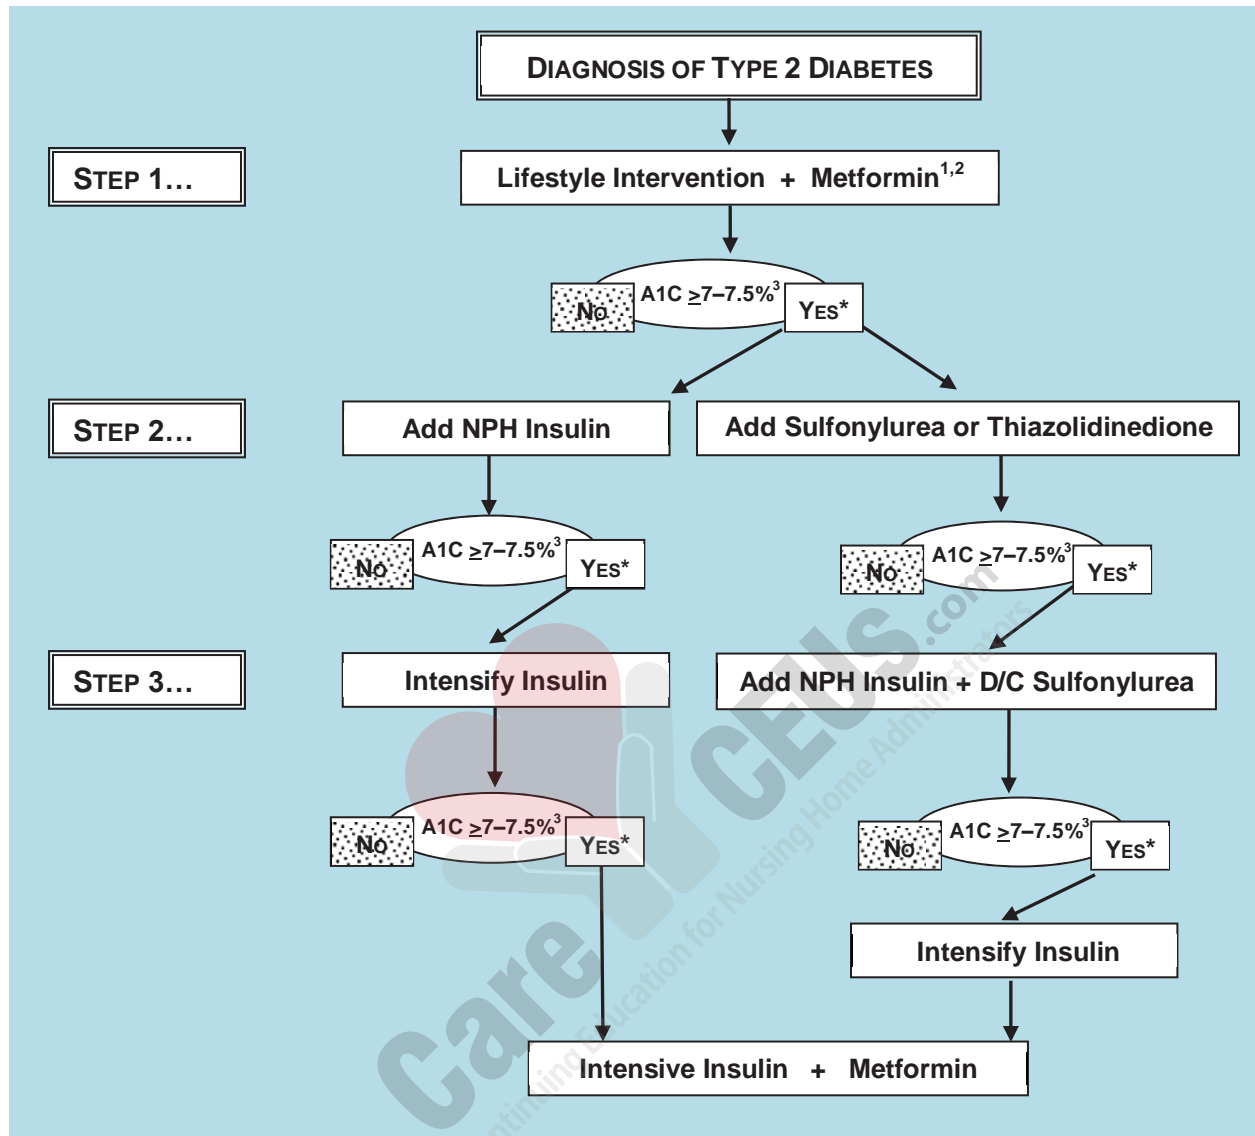 DIAGNOSIS OF TYPE 2 DIABETES
STEP 1…
Lifestyle Intervention + Metformin1,2
A1C ≥7–7.5%3
NO
YES*
STEP 2…
Add NPH Insulin
Add Sulfonylurea or Thiazolidinedione
A1C ≥7–7.5%3
NO
YES*
A1C ≥7–7.5%3
NO
YES*
STEP 3…
Intensify Insulin
Add NPH Insulin + D/C Sulfonylurea
A1C ≥7–7.5%3
NO
YES*
A1C ≥7–7.5%3
NO
YES*
Intensify Insulin
Intensive Insulin + Metformin
Care CEUs.com
Education for Nursing Home Administrators